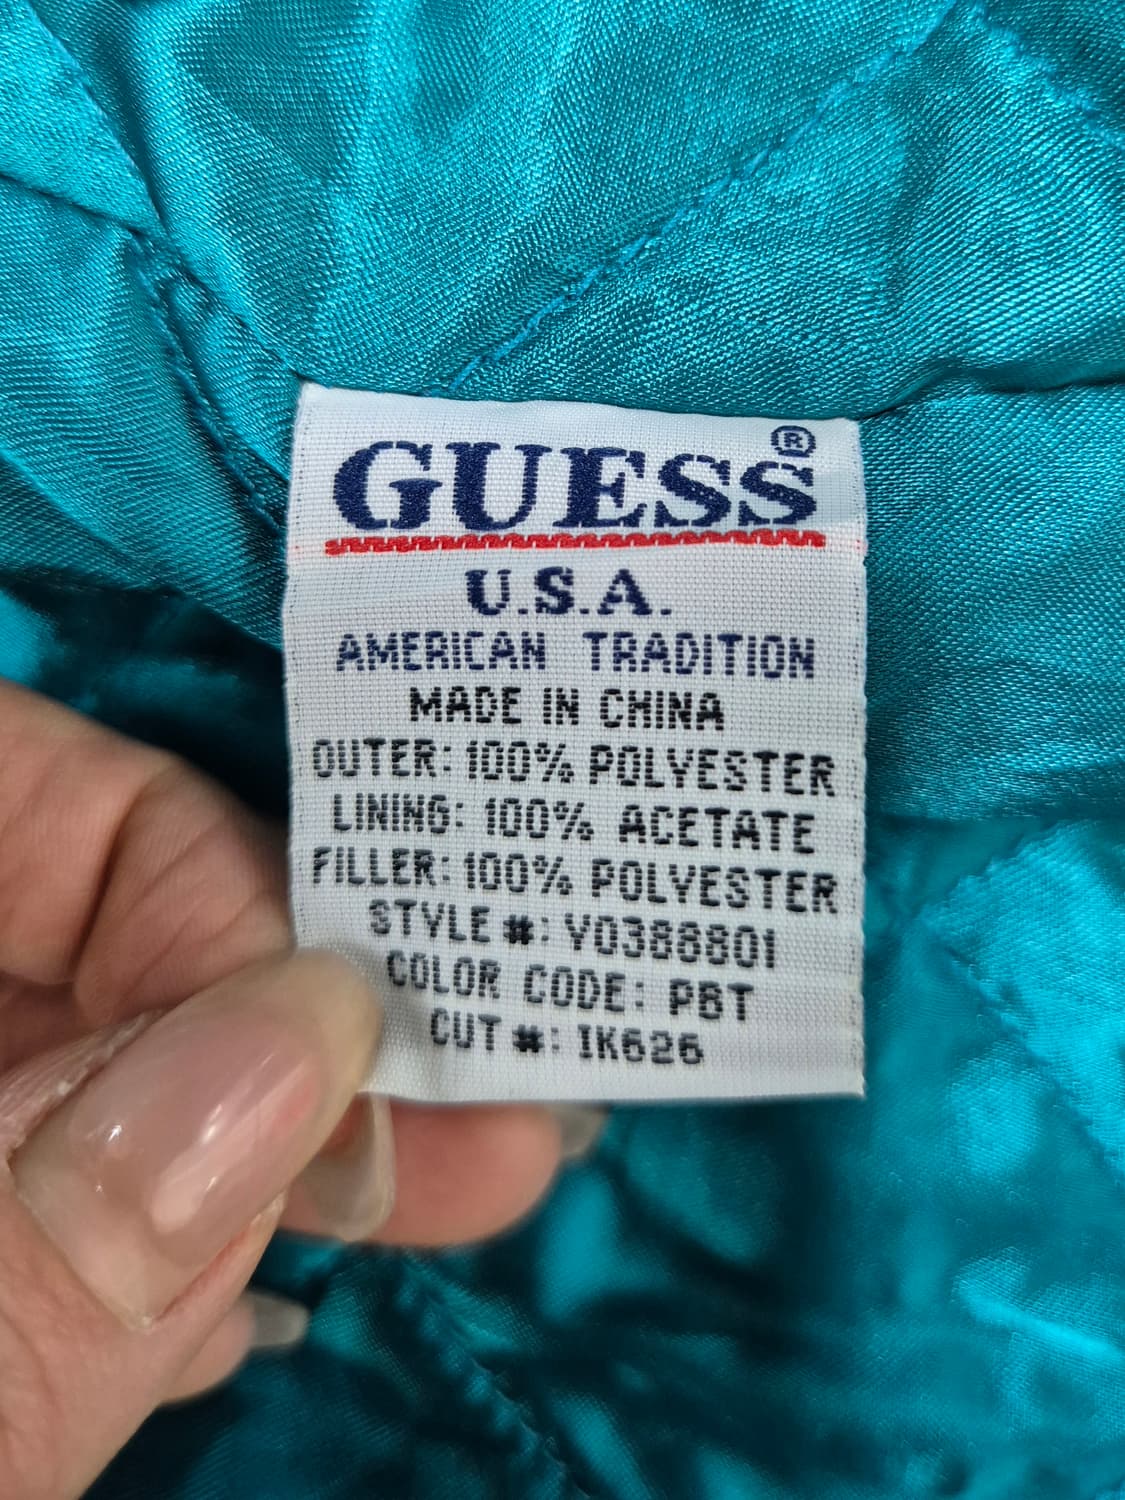 GUESS®
U.S.A.
AMERICAN TRADITION
MADE IN CHINA
OUTER: 100% POLYESTER
LINING: 100% ACETATE
FILLER: 100% POLYESTER
STYLE #: Y0388801
COLOR CODE: PBT
CUT #: IK626